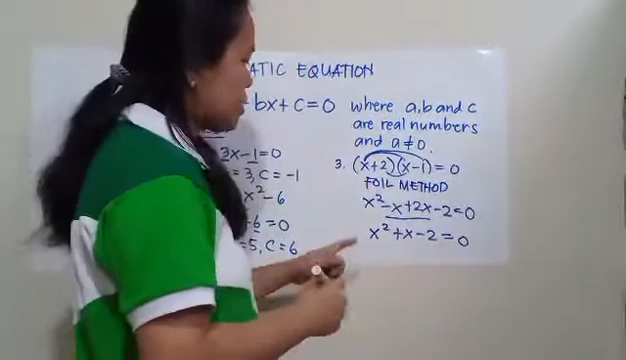 ATIC EQUATION
bx + c = 0 where a, b and c
are real numbers
and a ≠ 0.
3x - 1 = 0
= 3, C = -1
x² - 6
- 6 = 0
= 5, C = 6
3. (x+2)(x-1) = 0
FOIL METHOD
x² - x + 2x - 2 = 0
x² + x - 2 = 0